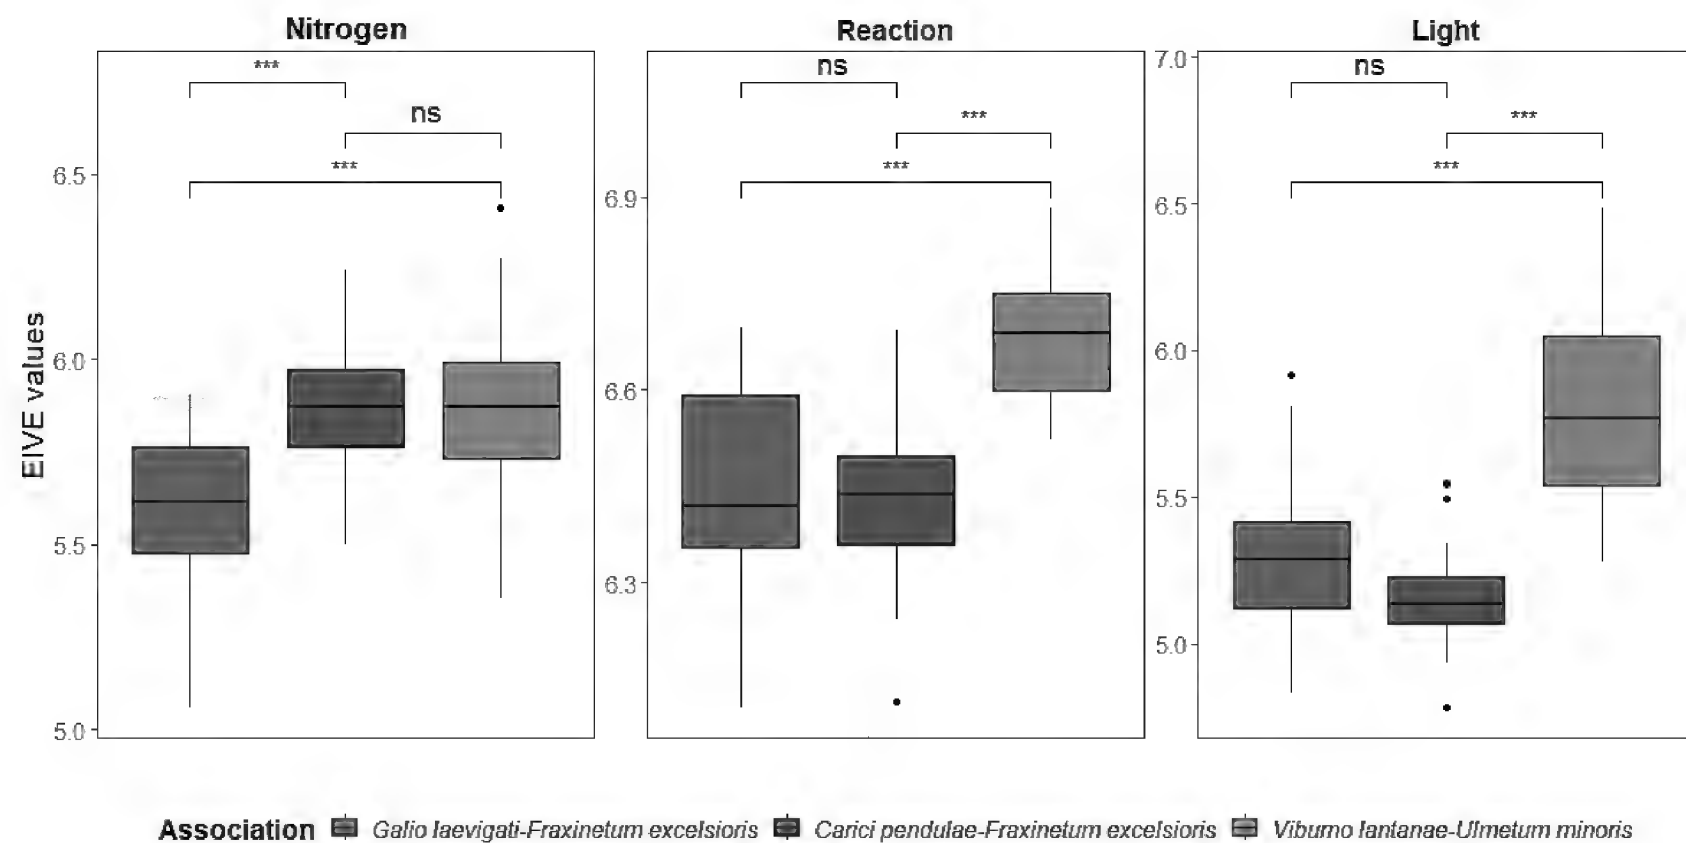 Nitrogen
Reaction
Light
***
ns
***
6.5
6.0
5.5
5.0
EIVE values
ns
***
***
6.9
6.6
6.3
ns
***
***
7.0
6.5
6.0
5.5
5.0
Association Galio laevigati-Fraxinetum excelsioris Carici pendulae-Fraxinetum excelsioris Viburno lantanae-Ulmetum minoris